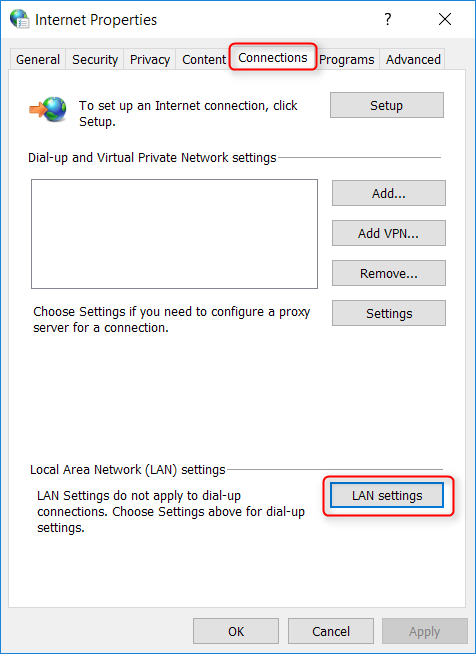 Internet Properties
?
General Security Privacy Content Connections Programs Advanced
To set up an Internet connection, click
Setup.
Setup
Dial-up and Virtual Private Network settings
Add...
Add VPN...
Remove...
Choose Settings if you need to configure a proxy
server for a connection.
Settings
Local Area Network (LAN) settings
LAN Settings do not apply to dial-up
connections. Choose Settings above for dial-up
settings.
LAN settings
OK Cancel Apply